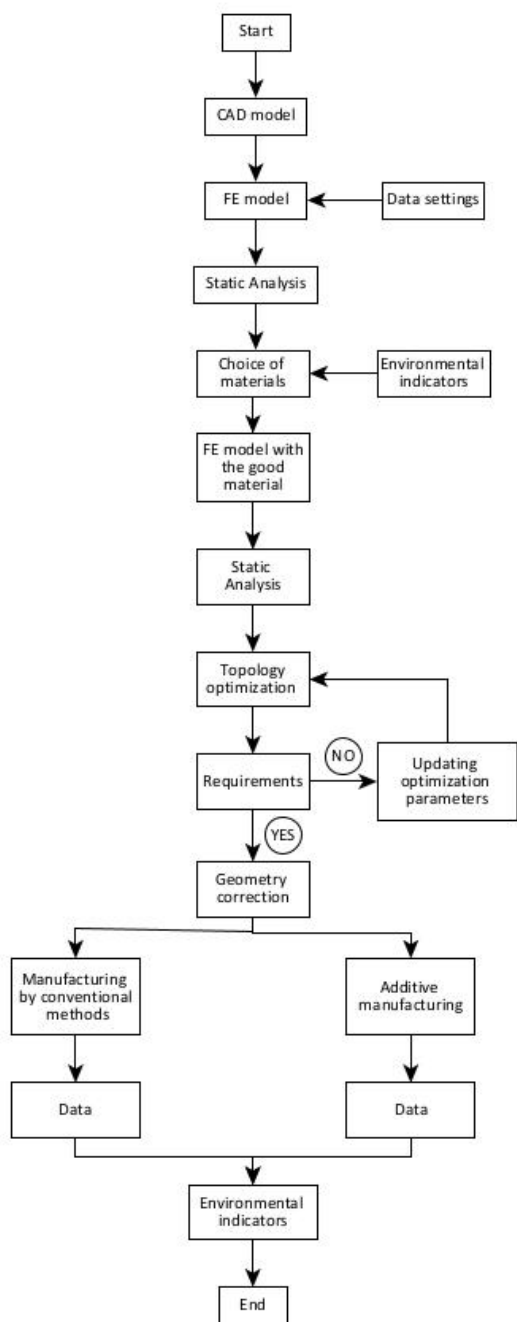 Start
CAD model
FE model
Data settings
Static Analysis
Choice of
materials
Environmental
indicators
FE model with
the good
material
Static
Analysis
Topology
optimization
Requirements
NO
Updating
optimization
parameters
YES
Geometry
correction
Manufacturing
by conventional
methods
Additive
manufacturing
Data
Data
Environmental
indicators
End